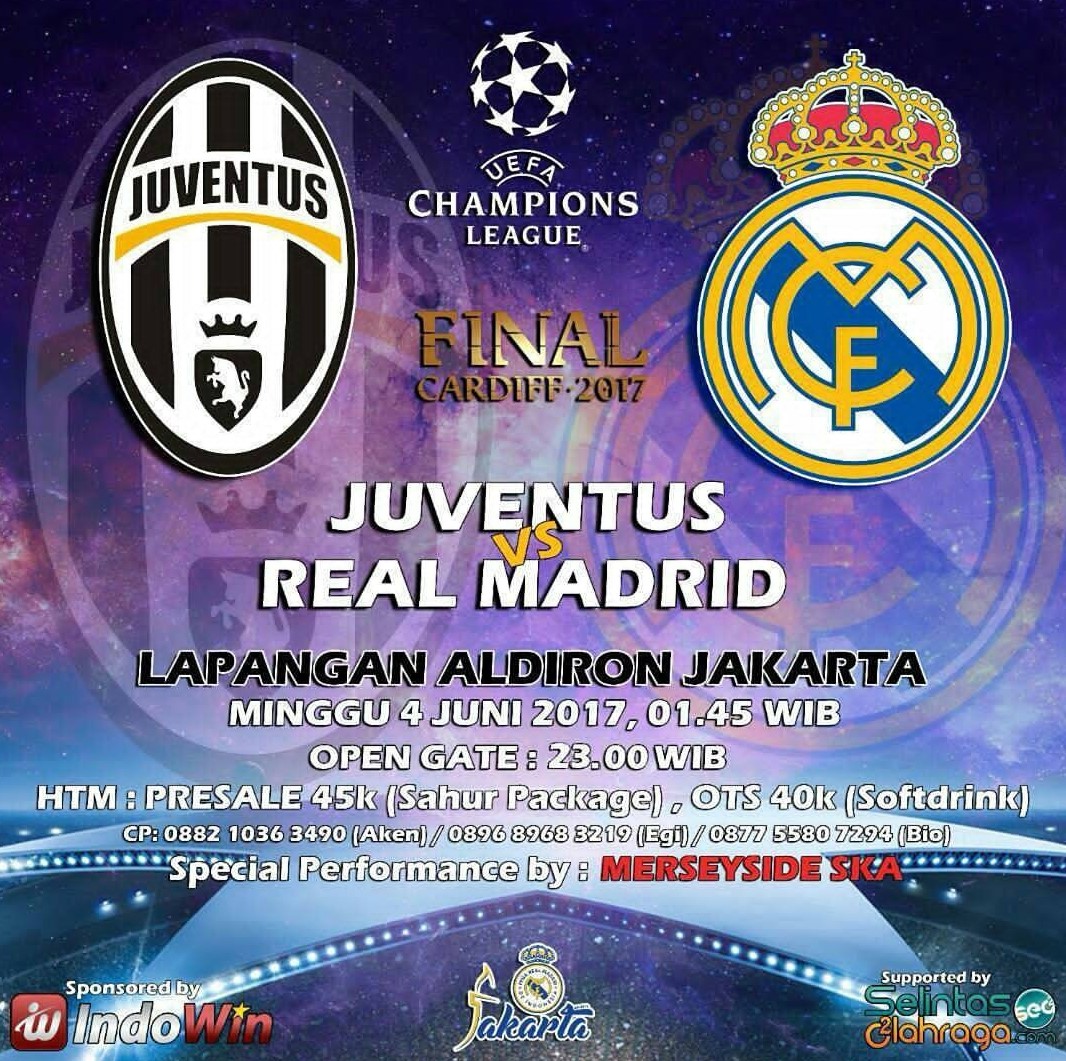 JUVENTUS
UEFA
CHAMPIONS
LEAGUE
FINAL
CARDIFF·2017
JUVENTUS
VS
REAL MADRID
LAPANGAN ALDIRON JAKARTA
MINGGU 4 JUNI 2017, 01.45 WIB
OPEN GATE : 23.00 WIB
HTM : PRESALE 45k (Sahur Package) , OTS 40k (Softdrink)
CP: 0882 1036 3490 (Aken) / 0896 8968 3219 (Egi) / 0877 5580 7294 (Bio)
Special Performance by : MERSEYSIDE SKA
Sponsored by
iw IndoWin
Jakarta
Supported by
Selintas
Olahraga.com